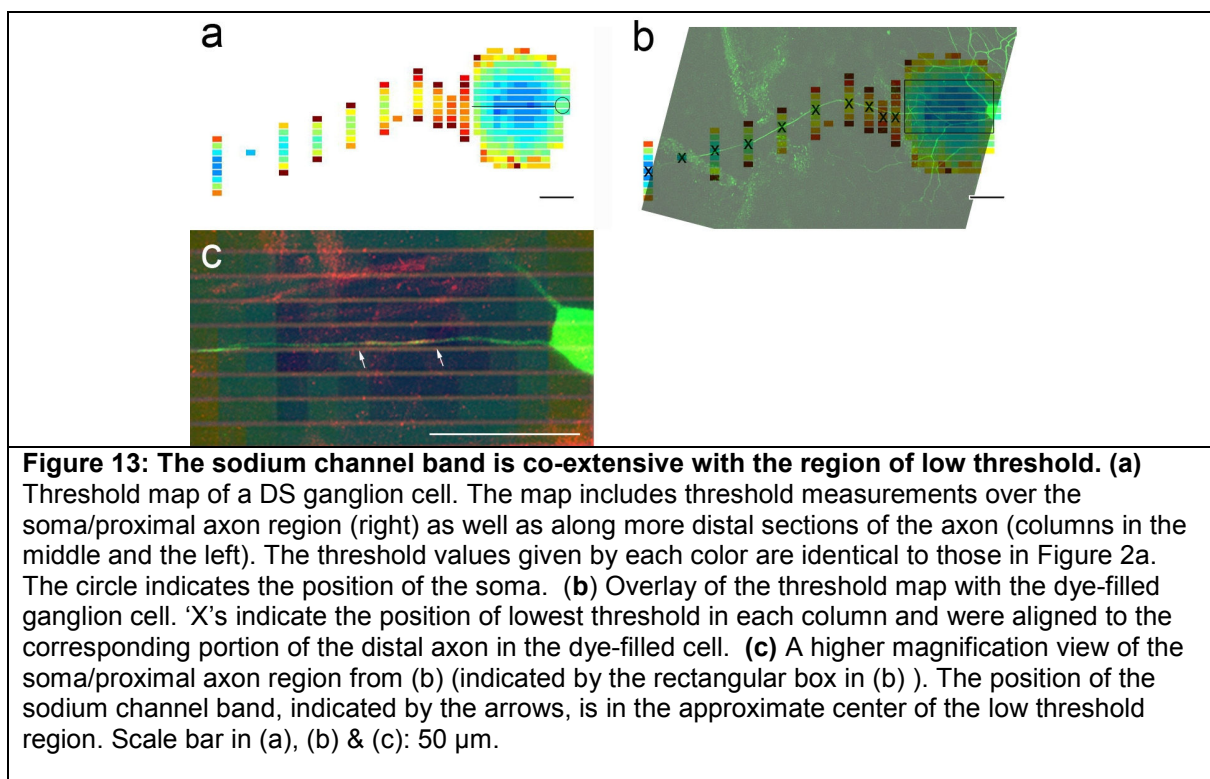 a
b
X X X X X X X X X X
c
Figure 13: The sodium channel band is co-extensive with the region of low threshold. (a)
Threshold map of a DS ganglion cell. The map includes threshold measurements over the
soma/proximal axon region (right) as well as along more distal sections of the axon (columns in the
middle and the left). The threshold values given by each color are identical to those in Figure 2a.
The circle indicates the position of the soma. (b) Overlay of the threshold map with the dye-filled
ganglion cell. ‘X’s indicate the position of lowest threshold in each column and were aligned to the
corresponding portion of the distal axon in the dye-filled cell. (c) A higher magnification view of the
soma/proximal axon region from (b) (indicated by the rectangular box in (b) ). The position of the
sodium channel band, indicated by the arrows, is in the approximate center of the low threshold
region. Scale bar in (a), (b) & (c): 50 µm.